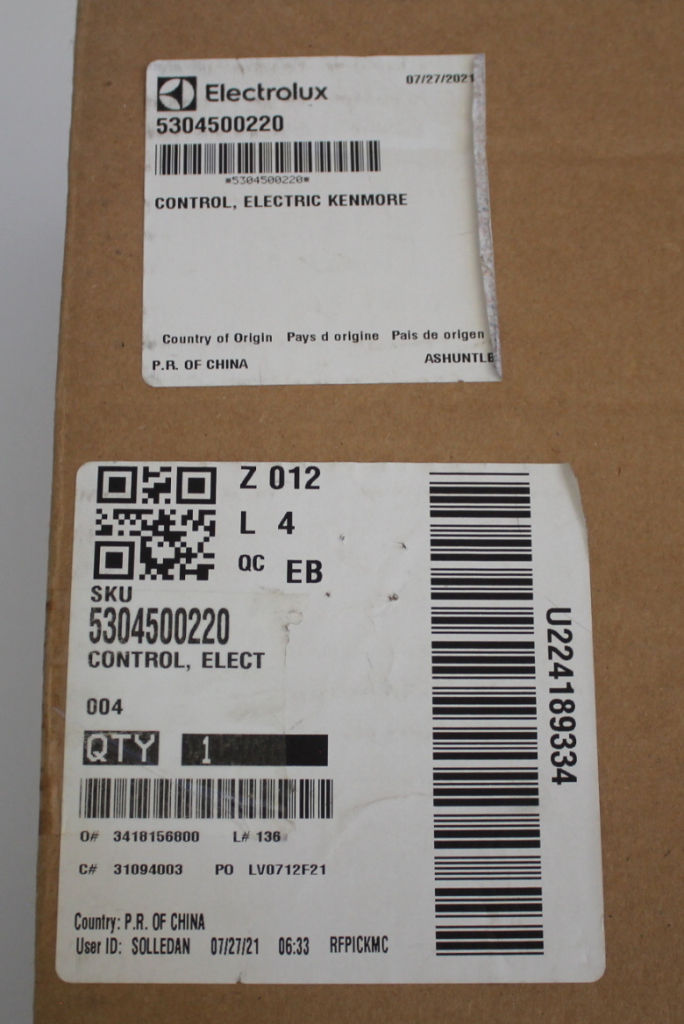 Electrolux
07/27/2021
5304500220
*5304500220*
CONTROL, ELECTRIC KENMORE
Country of Origin Pays d origine Pais de origen
P.R. OF CHINA
ASHUNTLE
Z 012
L 4
QC EB
SKU
5304500220
CONTROL, ELECT
004
QTY 1
O# 3418156800 L# 136
C# 31094003 PO LV0712F21
Country: P.R. OF CHINA
User ID: SOLLEDAN 07/27/21 06:33 RFPICKMC
U224189334